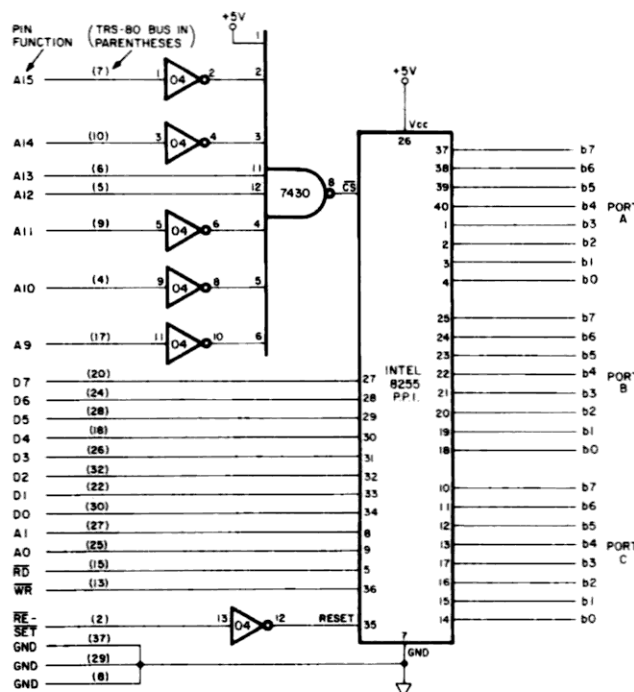 PIN FUNCTION
(TRS-80 BUS IN PARENTHESES)
+5V
1
A15 (7) 1 04 2 2
A14 (10) 3 04 4 3
A13 (6) 11
A12 (5) 12
7430 8 CS
A11 (9) 5 04 6 4
A10 (4) 9 04 8 5
A9 (17) 11 04 10 6
D7 (20) 27
D6 (24) 28
D5 (28) 29
D4 (18) 30
D3 (26) 31
D2 (32) 32
D1 (22) 33
D0 (30) 34
A1 (27) 8
A0 (25) 9
RD (15) 5
WR (13) 36
RE-SET (2) 13 04 12 RESET 35
GND (37)
GND (29)
GND (8)
+5V
Vcc
26
INTEL
8255
P.P.I.
7
GND
37 b7
38 b6
39 b5
40 b4
1 b3
2 b2
3 b1
4 b0
PORT
A
25 b7
24 b6
23 b5
22 b4
21 b3
20 b2
19 b1
18 b0
PORT
B
10 b7
11 b6
12 b5
13 b4
17 b3
16 b2
15 b1
14 b0
PORT
C